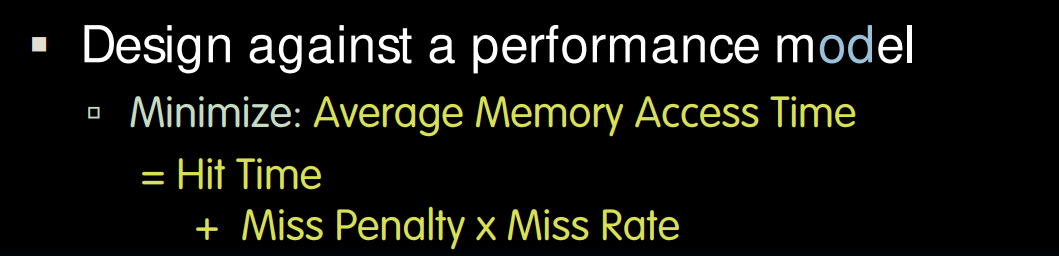 Design against a performance model
Minimize: Average Memory Access Time
= Hit Time
+ Miss Penalty x Miss Rate